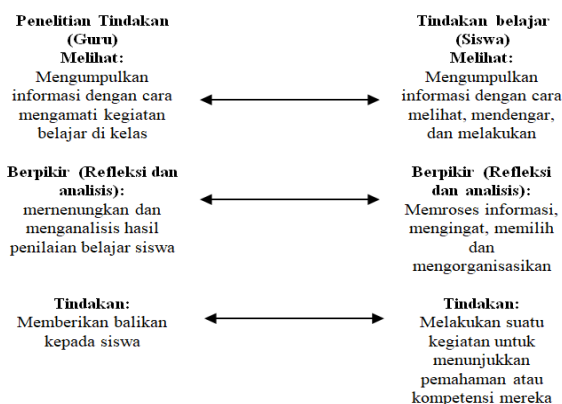 Penelitian Tindakan
(Guru)
Melihat:
Mengumpulkan
informasi dengan cara
mengamati kegiatan
belajar di kelas
Tindakan belajar
(Siswa)
Melihat:
Mengumpulkan
informasi dengan cara
melihat, mendengar,
dan melakukan
Berpikir (Refleksi dan
analisis):
mernenungkan dan
menganalisis hasil
penilaian belajar siswa
Berpikir (Refleksi
dan analisis):
Memroses informasi,
mengingat, memilih
dan
mengorganisasikan
Tindakan:
Memberikan balikan
kepada siswa
Tindakan:
Melakukan suatu
kegiatan untuk
menunjukkan
pemahaman atau
kompetensi mereka